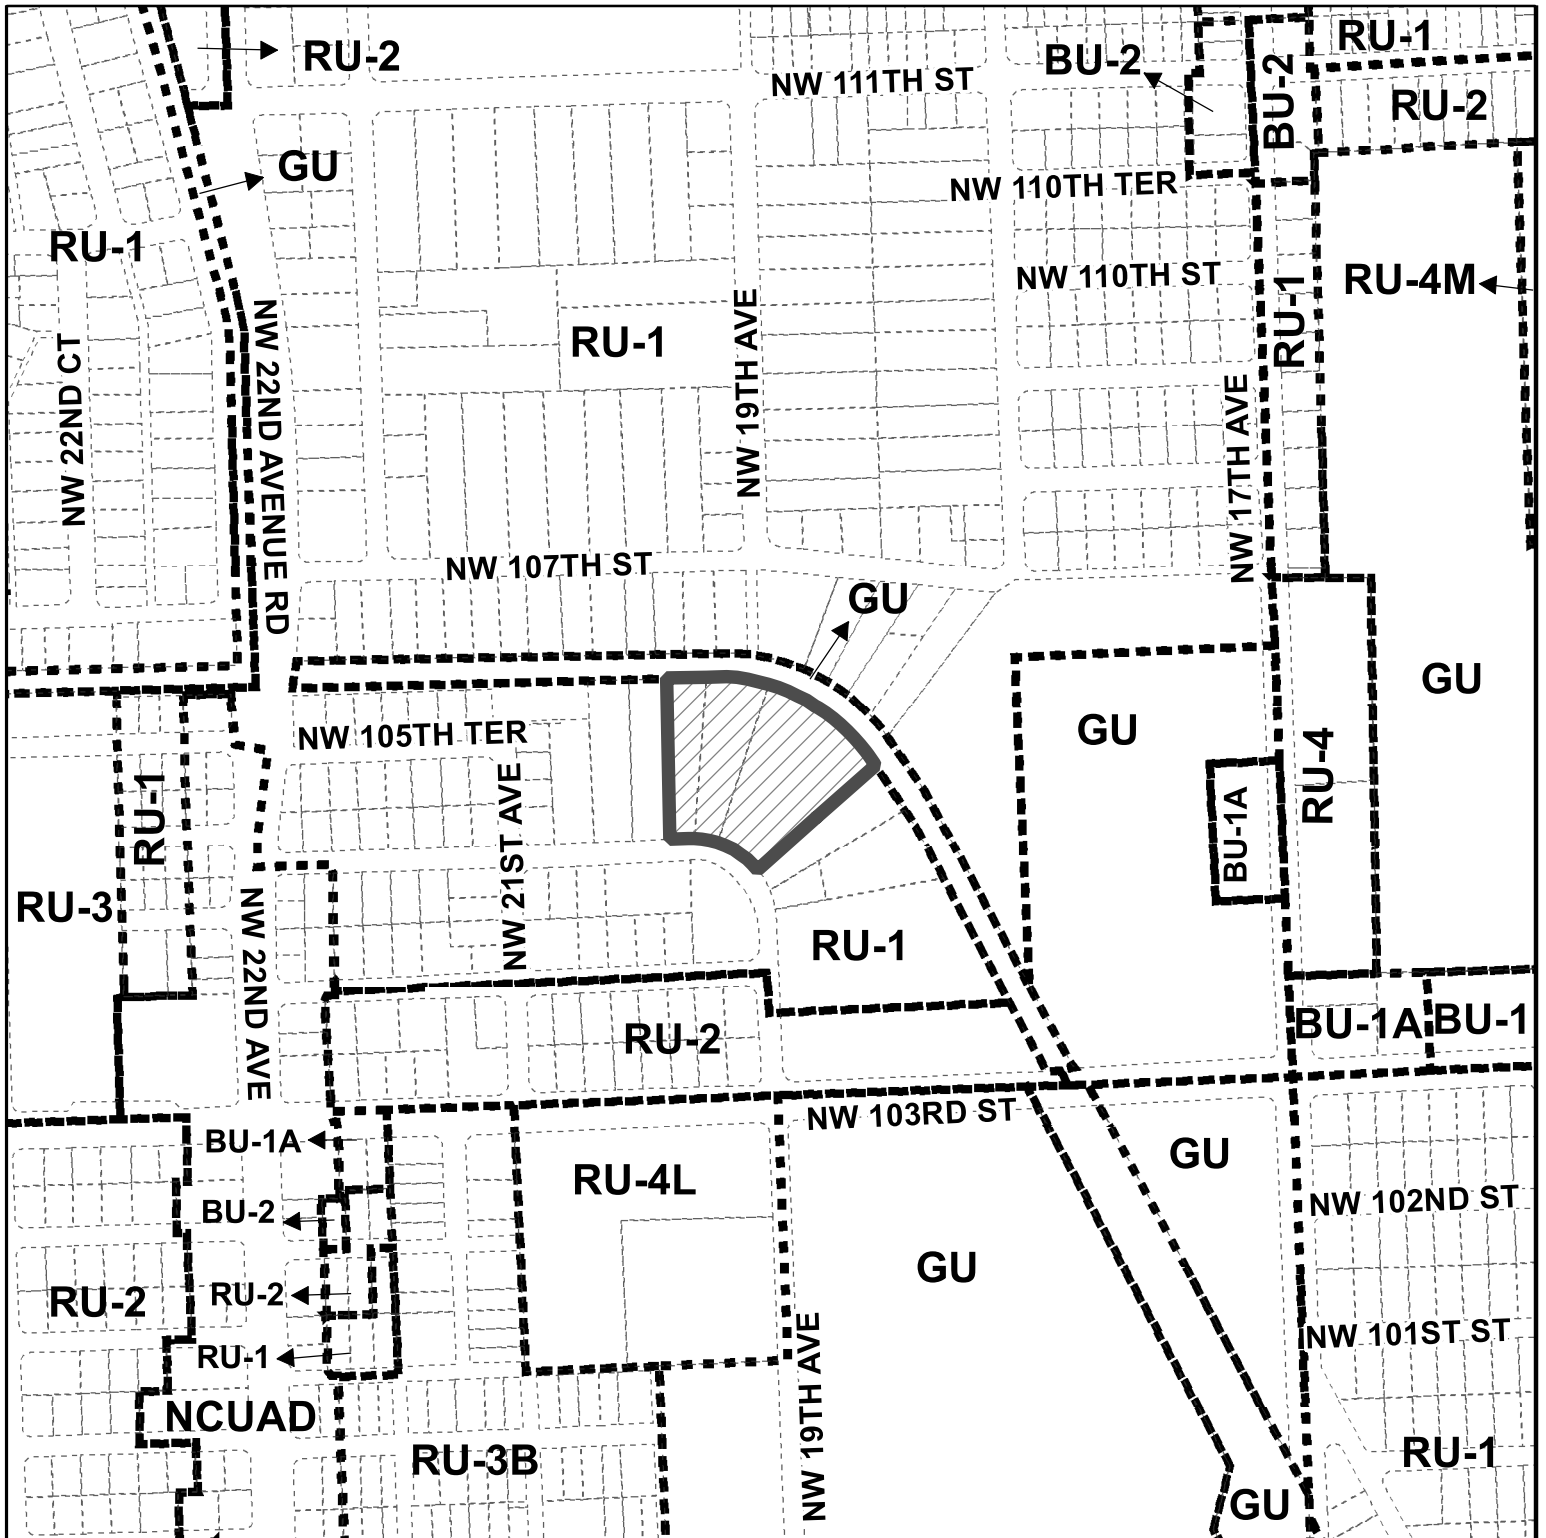 RU-1
RU-2
BU-2
NW 111TH ST
BU-2
RU-2
GU
NW 110TH TER
RU-1
NW 110TH ST
RU-4M
RU-1
RU-1
NW 22ND CT
NW 22ND AVENUE RD
NW 19TH AVE
NW 17TH AVE
NW 107TH ST
GU
GU
GU
NW 105TH TER
RU-1
RU-4
BU-1A
NW 21ST AVE
RU-3
RU-1
NW 22ND AVE
RU-2
BU-1A
BU-1
NW 103RD ST
BU-1A
GU
RU-4L
NW 102ND ST
BU-2
GU
RU-2
RU-2
NW 101ST ST
RU-1
NW 19TH AVE
NCUAD
RU-3B
RU-1
GU